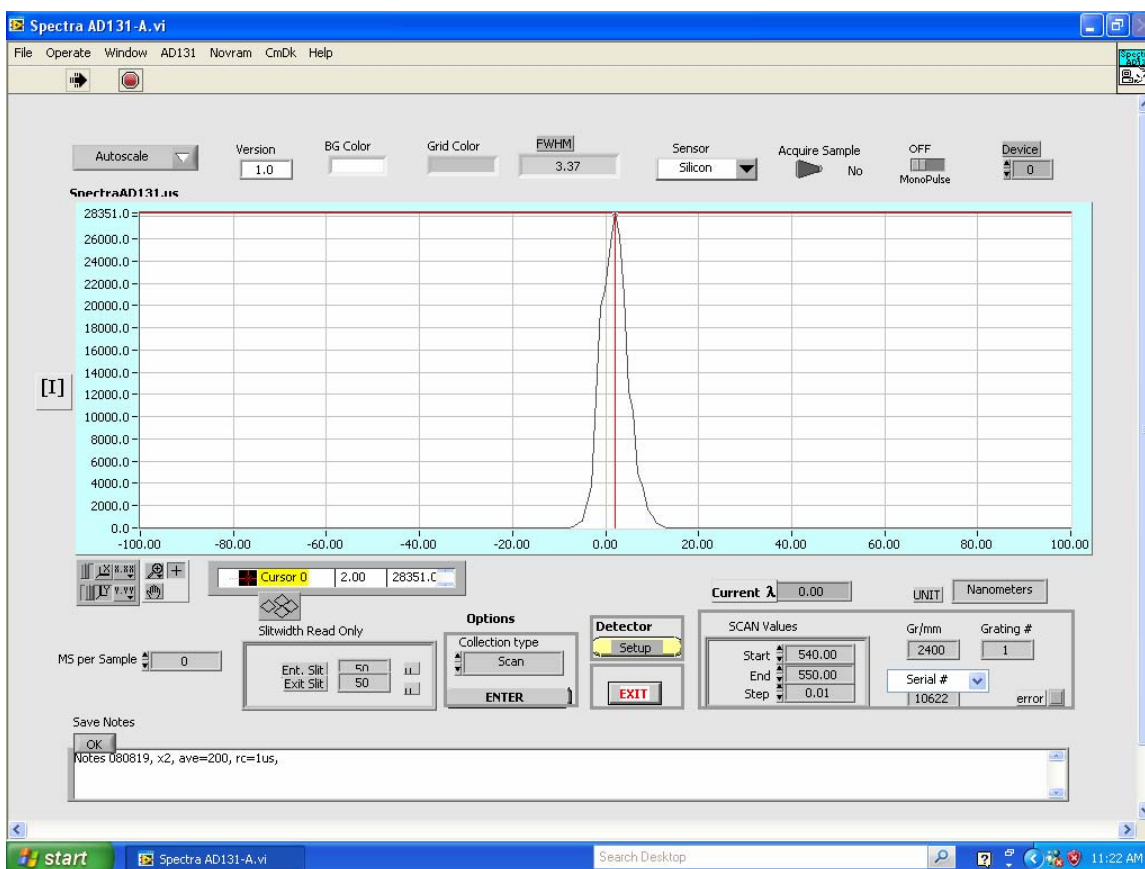 Spectra AD131-A.vi
File Operate Window AD131 Novram CmDk Help
Autoscale
Version
1.0
BG Color
Grid Color
FWHM
3.37
Sensor
Silicon
Acquire Sample
No
OFF
MonoPulse
Device
0
SpectraAD131.us
28351.0
26000.0
24000.0
22000.0
20000.0
18000.0
16000.0
14000.0
12000.0
10000.0
8000.0
6000.0
4000.0
2000.0
0.0
[I]
-100.00 -80.00 -60.00 -40.00 -20.00 0.00 20.00 40.00 60.00 80.00 100.00
Cursor 0 2.00 28351.0
Current λ 0.00
UNIT Nanometers
Slitwidth Read Only
Ent. Slit 50
Exit Slit 50
MS per Sample 0
Options
Collection type
Scan
ENTER
Detector
Setup
EXIT
SCAN Values
Start 540.00
End 550.00
Step 0.01
Gr/mm
2400
Grating #
1
Serial #
10622
error
Save Notes
OK
Notes 080819, x2, ave=200, rc=1us,
start
Spectra AD131-A.vi
Search Desktop
11:22 AM